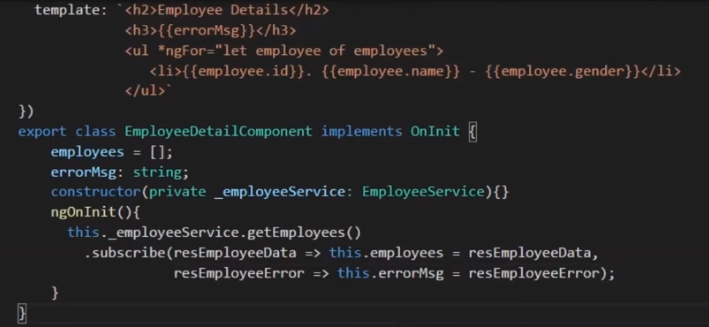 template: `<h2>Employee Details</h2>
<h3>{{errorMsg}}</h3>
<ul *ngFor="let employee of employees">
<li>{{employee.id}}. {{employee.name}} - {{employee.gender}}</li>
</ul>`
})
export class EmployeeDetailComponent implements OnInit {
employees = [];
errorMsg: string;
constructor(private _employeeService: EmployeeService){}
ngOnInit(){
this._employeeService.getEmployees()
.subscribe(resEmployeeData => this.employees = resEmployeeData,
resEmployeeError => this.errorMsg = resEmployeeError);
}
}